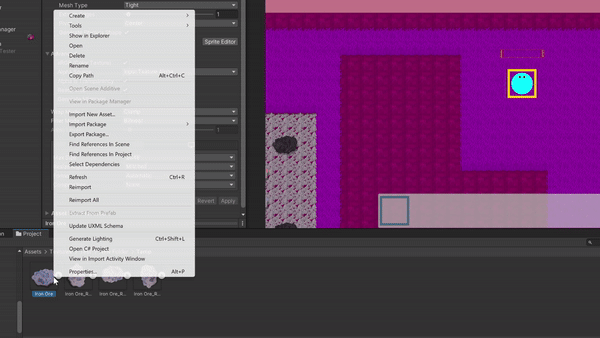 Mesh Type
Tight
1
anager
Sprite Editor
Create
Tools
Show in Explorer
Open
Delete
Rename
Copy Path Alt+Ctrl+C
Open Scene Additive
View in Package Manager
Import New Asset...
Import Package
Export Package...
Find References In Scene
Find References In Project
Select Dependencies
Refresh Ctrl+R
Reimport
Reimport All
Extract From Prefab
Update UXML Schema
Generate Lighting Ctrl+Shift+L
Open C# Project
View in Import Activity Window
Properties... Alt+P
Revert Apply
Project
Assets
Iron Ore
Iron Ore_R...
Iron Ore_R...
Iron Ore_R...